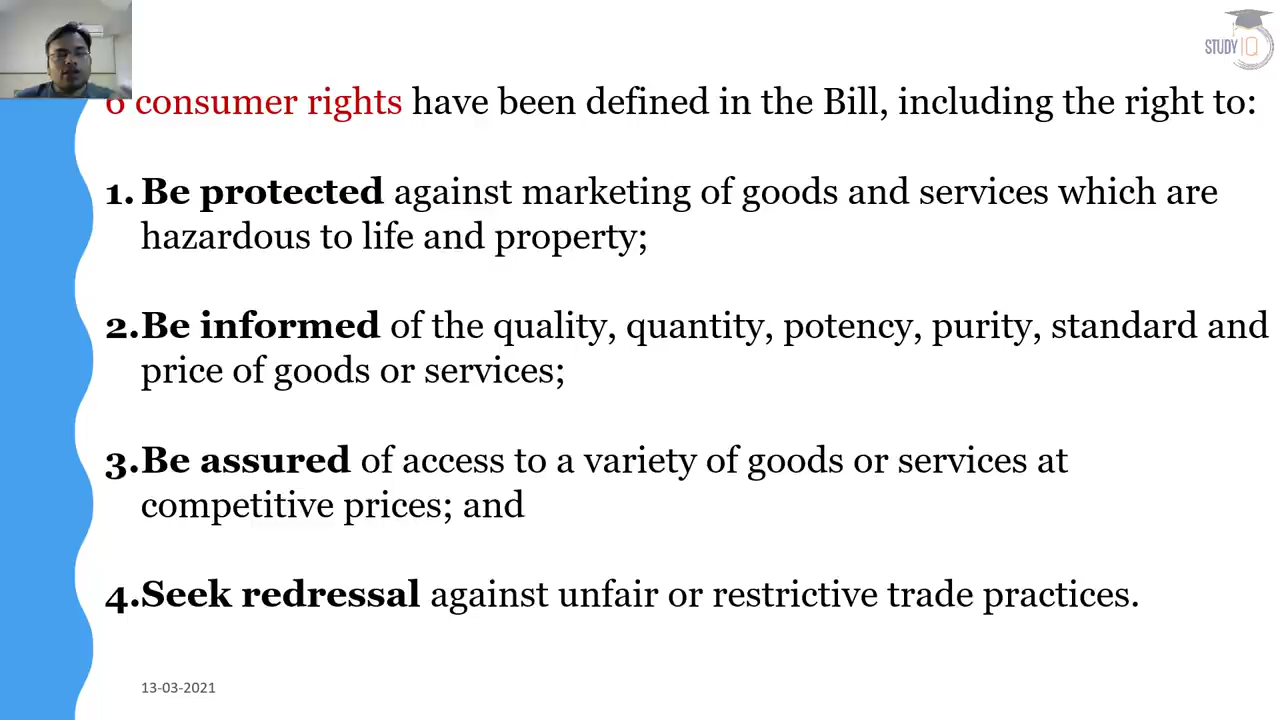 STUDY IQ
6 consumer rights have been defined in the Bill, including the right to:
1. Be protected against marketing of goods and services which are
hazardous to life and property;
2.Be informed of the quality, quantity, potency, purity, standard and
price of goods or services;
3.Be assured of access to a variety of goods or services at
competitive prices; and
4.Seek redressal against unfair or restrictive trade practices.
13-03-2021